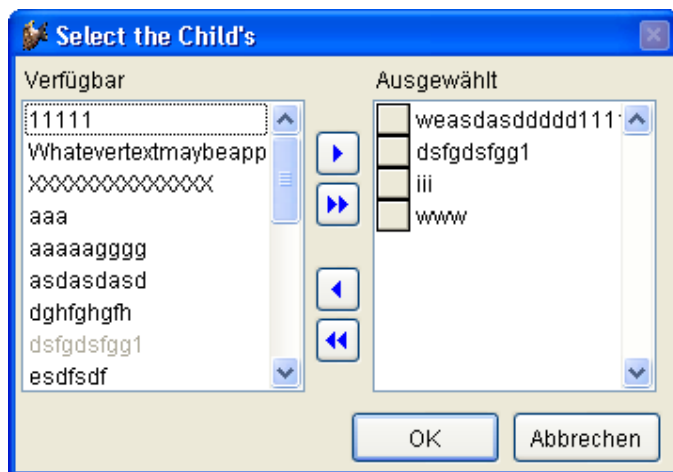 Select the Child's
Verfügbar
11111
Whatevertextmaybeapp
XXXXXXXXXXXXXXX
aaa
aaaaagggg
asdasdasd
dghfghgfh
dsfgdsfgg1
esdfsdf
Ausgewählt
weasdasddddd111
dsfgdsfgg1
iii
www
OK
Abbrechen